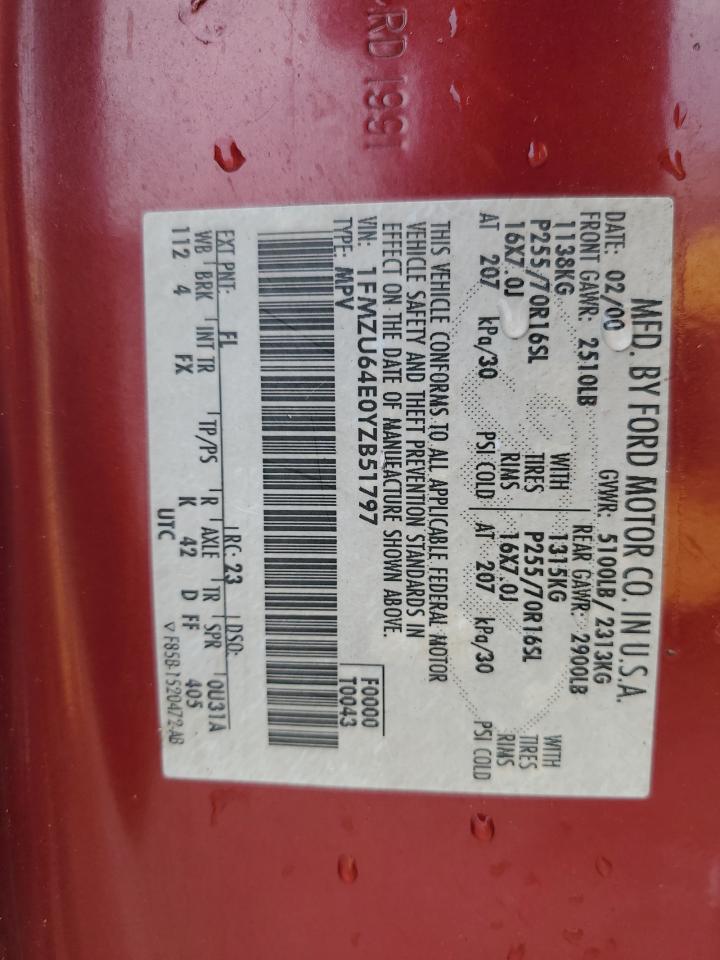 RD 1991
MFD. BY FORD MOTOR CO. IN U.S.A.
DATE: 02/00 GVWR: 5100LB/ 2313KG
FRONT GAWR: 2510LB REAR GAWR: 2900LB
1138KG WITH 1315KG WITH
P255/70R16SL TIRES P255/70R16SL TIRES
16X7.0J RIMS 16X7.0J RIMS
AT 207 kPa/30 PSI COLD AT 207 kPa/30 PSI COLD
THIS VEHICLE CONFORMS TO ALL APPLICABLE FEDERAL MOTOR
VEHICLE SAFETY AND THEFT PREVENTION STANDARDS IN
EFFECT ON THE DATE OF MANUFACTURE SHOWN ABOVE.
VIN: 1FMZU64E0YZB51797 F0000
TYPE: MPV T0043
EXT PNT: FL RC: 23 DSO:
WB BRK INT TR TP/PS R AXLE TR SPR 0U31A
112 4 FX K 42 D FF 405
UTC ▽F85B-1520472-AB